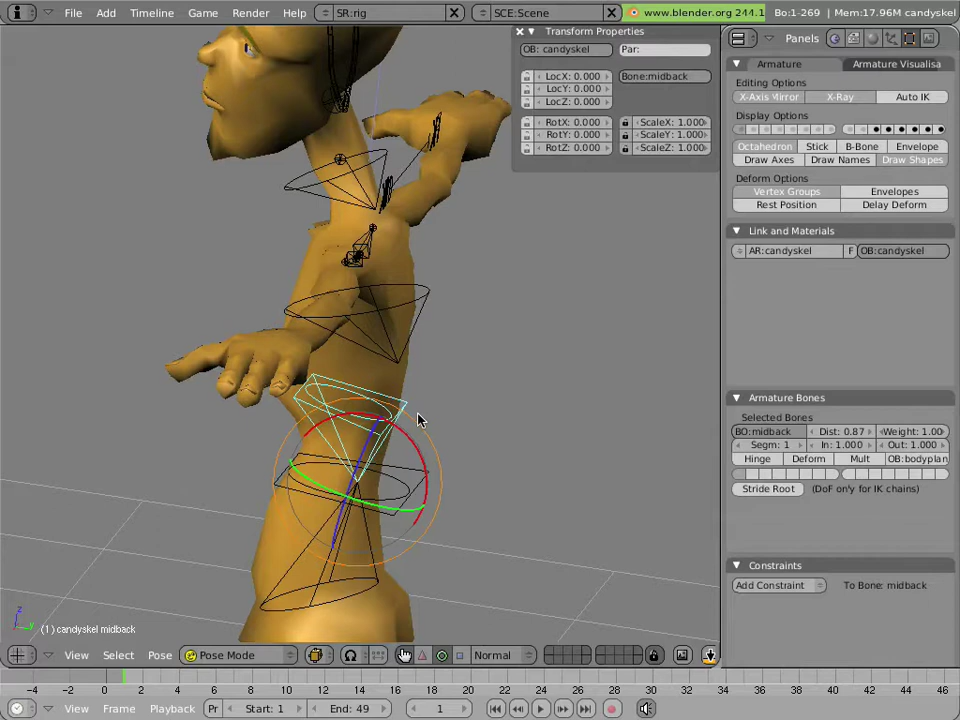 File Add Timeline Game Render Help SR:rig SCE:Scene www.blender.org 244.1 Bo:1-269 | Mem:17.96M candyskel
Transform Properties
OB: candyskel Par:
LocX: 0.000 Bone:midback
LocY: 0.000
LocZ: 0.000
RotX: 0.000 ScaleX: 1.000
RotY: 0.000 ScaleY: 1.000
RotZ: 0.000 ScaleZ: 1.000
Panels
Armature Armature Visualisa
Editing Options
X-Axis Mirror X-Ray Auto IK
Display Options
Octahedron Stick B-Bone Envelope
Draw Axes Draw Names Draw Shapes
Deform Options
Vertex Groups Envelopes
Rest Position Delay Deform
Link and Materials
AR:candyskel F OB:candyskel
Armature Bones
Selected Bones
BO:midback Dist: 0.87 Weight: 1.00
Segm: 1 In: 1.000 Out: 1.000
Hinge Deform Mult OB:bodyplan
Stride Root (DoF only for IK chains)
Constraints
Add Constraint To Bone: midback
z
y
(1) candyskel midback
View Select Pose Pose Mode Normal
-4 -2 0 2 4 6 8 10 12 14 16 18 20 22 24 26 28 30 32 34 36 38 40 42 44 46
View Frame Playback Pr Start: 1 End: 49 1